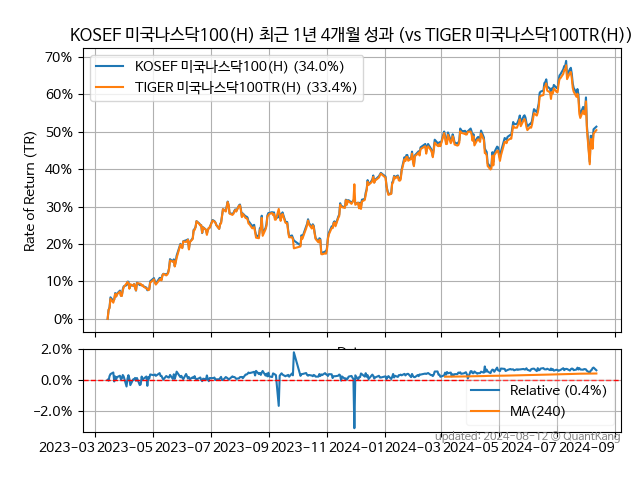 KOSEF 미국나스닥100(H) 최근 1년 4개월 성과 (vs TIGER 미국나스닥100TR(H))
70%
60%
50%
40%
30%
20%
10%
0%
Rate of Return (TR)
KOSEF 미국나스닥100(H) (34.0%)
TIGER 미국나스닥100TR(H) (33.4%)
2.0%
0.0%
−2.0%
Relative (0.4%)
MA(240)
updated: 2024-08-12 © QuantKang
2023-03 2023-05 2023-07 2023-09 2023-11 2024-01 2024-03 2024-05 2024-07 2024-09